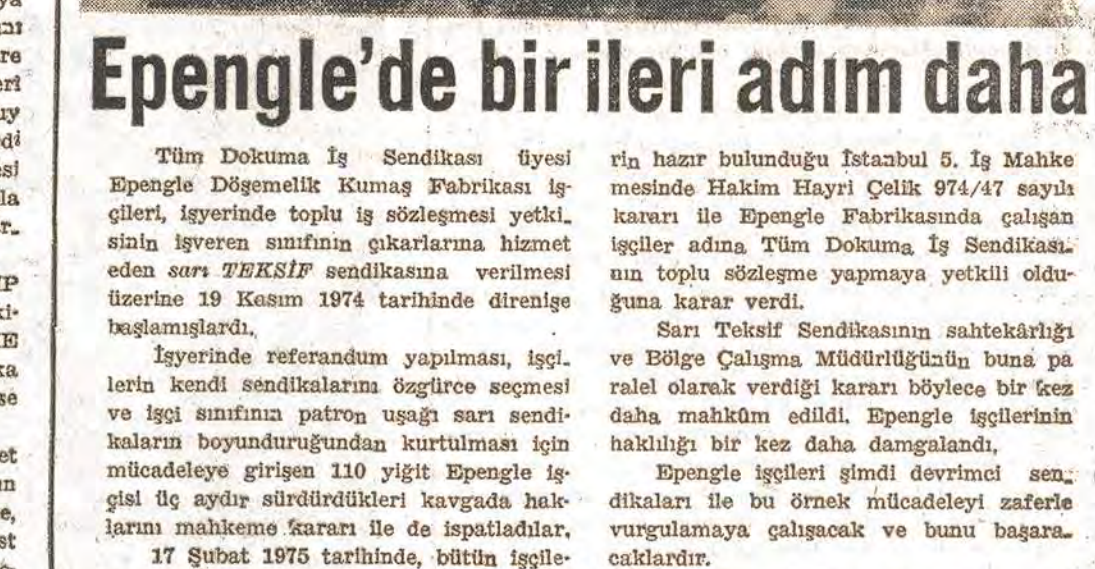 Epengle'de bir ileri adım daha
Tüm Dokuma İş Sendikası üyesi
Epengle Döşemelik Kumaş Fabrikası iş-
çileri, işyerinde toplu iş sözleşmesi yetki-
sinin işveren sınıfının çıkarlarına hizmet
eden sarı TEKSİF sendikasına verilmesi
üzerine 19 Kasım 1974 tarihinde direnişe
başlamışlardı.
İşyerinde referandum yapılması, işçi-
lerin kendi sendikalarını özgürce seçmesi
ve işçi sınıfının patron uşağı sarı sendi-
kaların boyunduruğundan kurtulması için
mücadeleye girişen 110 yiğit Epengle iş-
çisi üç aydır sürdürdükleri kavgada hak-
larını mahkeme kararı ile de ispatladılar.
17 Şubat 1975 tarihinde, bütün işçile-
rin hazır bulunduğu İstanbul 5. İş Mahke
mesinde Hakim Hayri Çelik 974/47 sayılı
kararı ile Epengle Fabrikasında çalışan
işçiler adına Tüm Dokuma İş Sendikası-
nın toplu sözleşme yapmaya yetkili oldu-
ğuna karar verdi.
Sarı Teksif Sendikasının sahtekârlığı
ve Bölge Çalışma Müdürlüğünün buna pa
ralel olarak verdiği kararı böylece bir kez
daha mahkûm edildi. Epengle işçilerinin
haklılığı bir kez daha damgalandı.
Epengle işçileri şimdi devrimci sen-
dikaları ile bu örnek mücadeleyi zaferle
vurgulamaya çalışacak ve bunu başara-
caklardır.